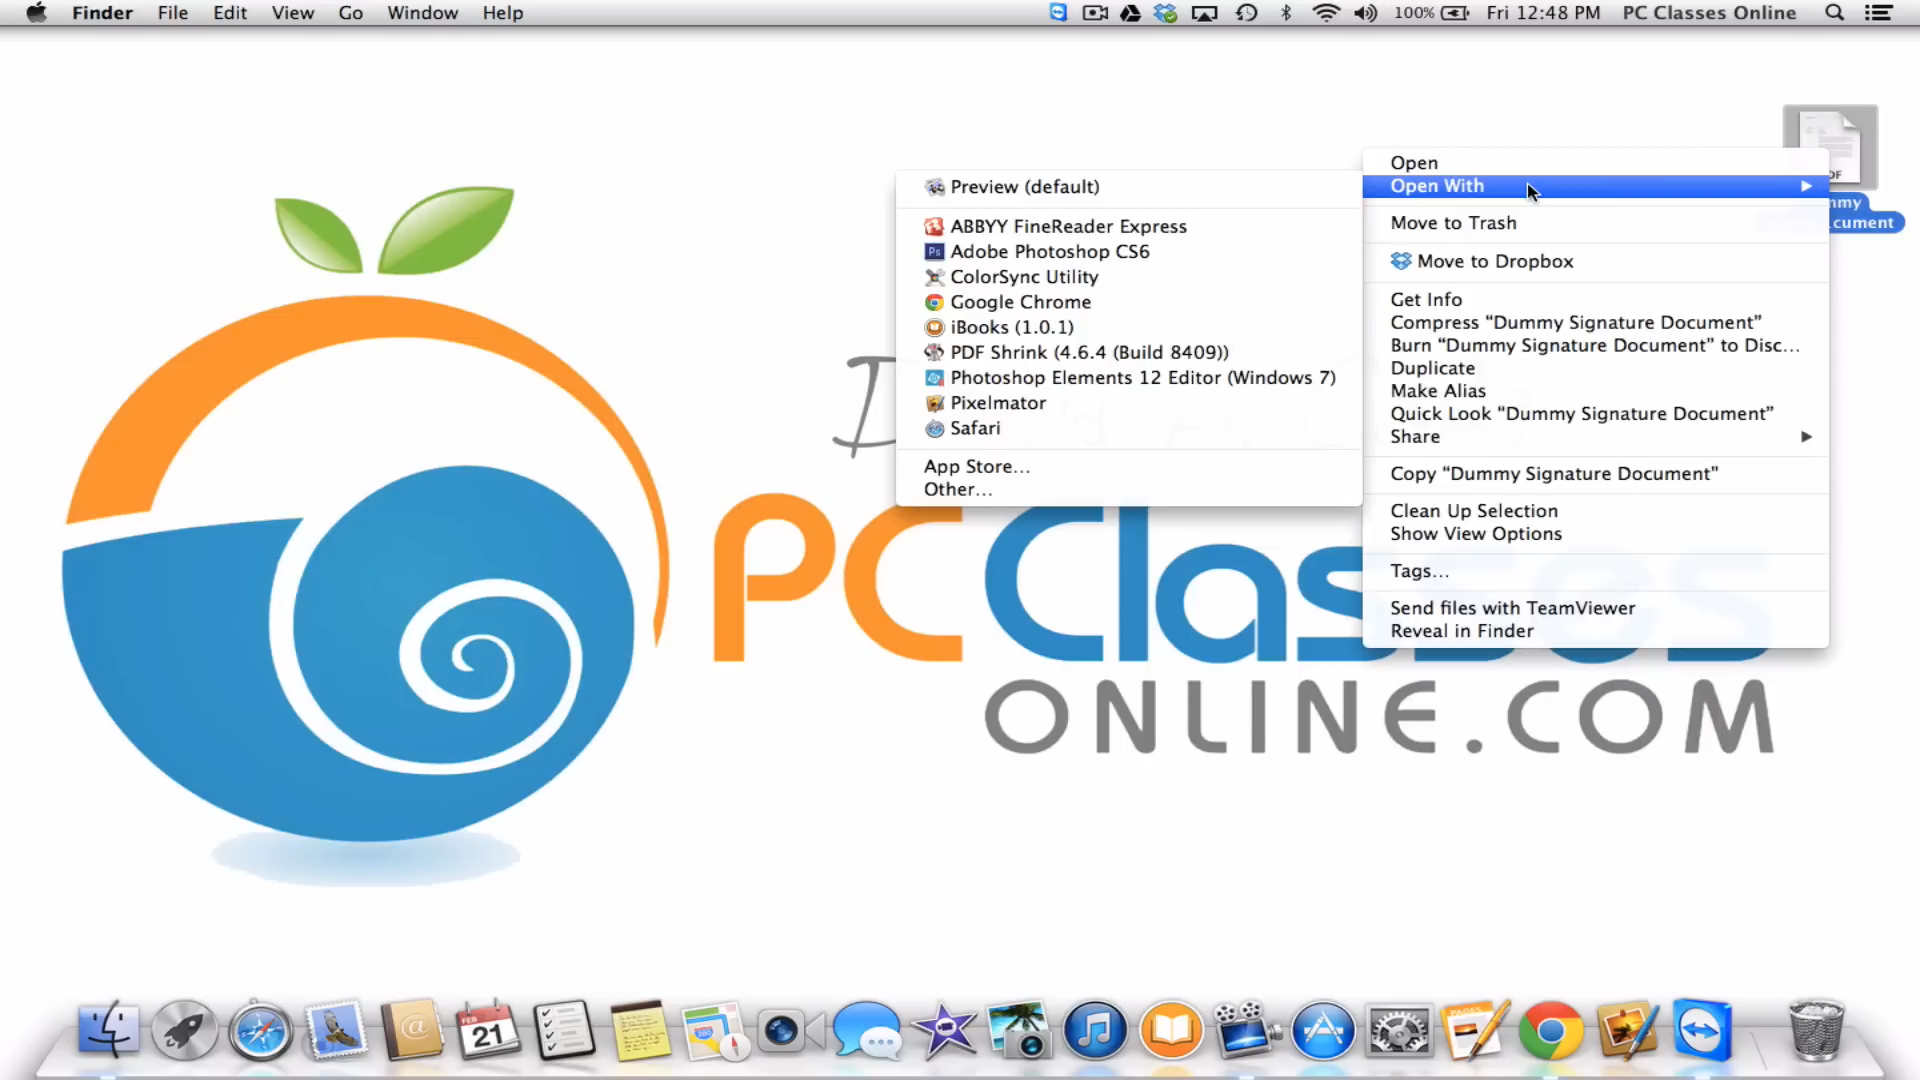 Finder File Edit View Go Window Help 100% Fri 12:48 PM PC Classes Online
Open
Open With
Move to Trash
Move to Dropbox
Get Info
Compress “Dummy Signature Document”
Burn “Dummy Signature Document” to Disc...
Duplicate
Make Alias
Quick Look “Dummy Signature Document”
Share
Copy “Dummy Signature Document”
Clean Up Selection
Show View Options
Tags...
Send files with TeamViewer
Reveal in Finder
Preview (default)
ABBYY FineReader Express
Adobe Photoshop CS6
ColorSync Utility
Google Chrome
iBooks (1.0.1)
PDF Shrink (4.6.4 (Build 8409))
Photoshop Elements 12 Editor (Windows 7)
Pixelmator
Safari
App Store...
Other...
PC Classes
ONLINE.COM
FEB
21
PAGES